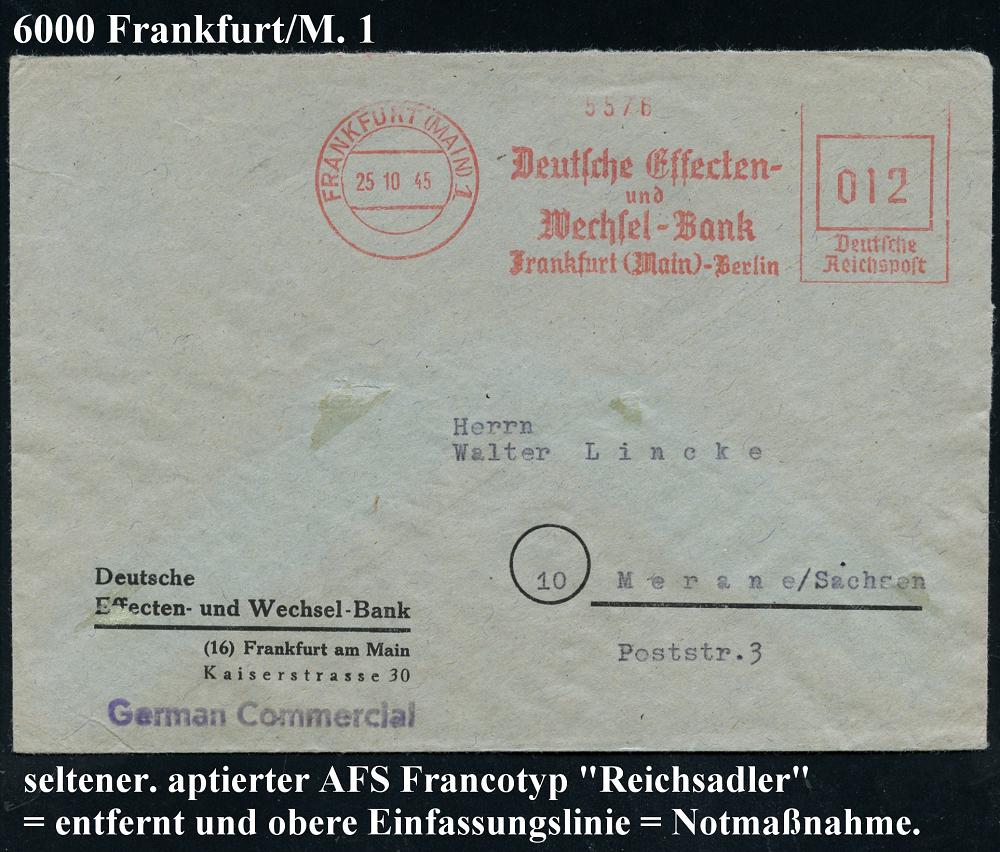 6000 Frankfurt/M. 1
FRANKFURT (MAIN) 1
25 10 45
5576
Deutsche Effecten-
und
Wechsel-Bank
Frankfurt (Main)-Berlin
012
Deutsche
Reichspost
Herrn
Walter Lincke
10 Merane/Sachsen
Poststr.3
Deutsche
Effecten- und Wechsel-Bank
(16) Frankfurt am Main
Kaiserstrasse 30
German Commercial
seltener. aptierter AFS Francotyp "Reichsadler"
= entfernt und obere Einfassungslinie = Notmaßnahme.